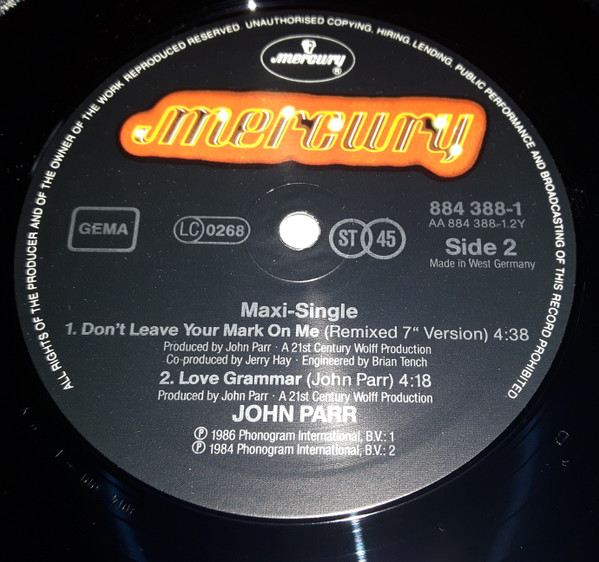 ALL RIGHTS OF THE PRODUCER AND OF THE OWNER OF THE WORK REPRODUCED RESERVED. UNAUTHORISED COPYING, HIRING, LENDING, PUBLIC PERFORMANCE AND BROADCASTING OF THIS RECORD PROHIBITED
mercury ®
mercury
GEMA
LC 0268
ST 45
884 388-1
AA 884 388-1.2Y
Side 2
Made in West Germany
Maxi-Single
1. Don't Leave Your Mark On Me (Remixed 7“ Version) 4:38
Produced by John Parr · A 21st Century Wolff Production
Co-produced by Jerry Hay · Engineered by Brian Tench
2. Love Grammar (John Parr) 4:18
Produced by John Parr · A 21st Century Wolff Production
JOHN PARR
℗ 1986 Phonogram International, B.V.: 1
℗ 1984 Phonogram International, B.V.: 2